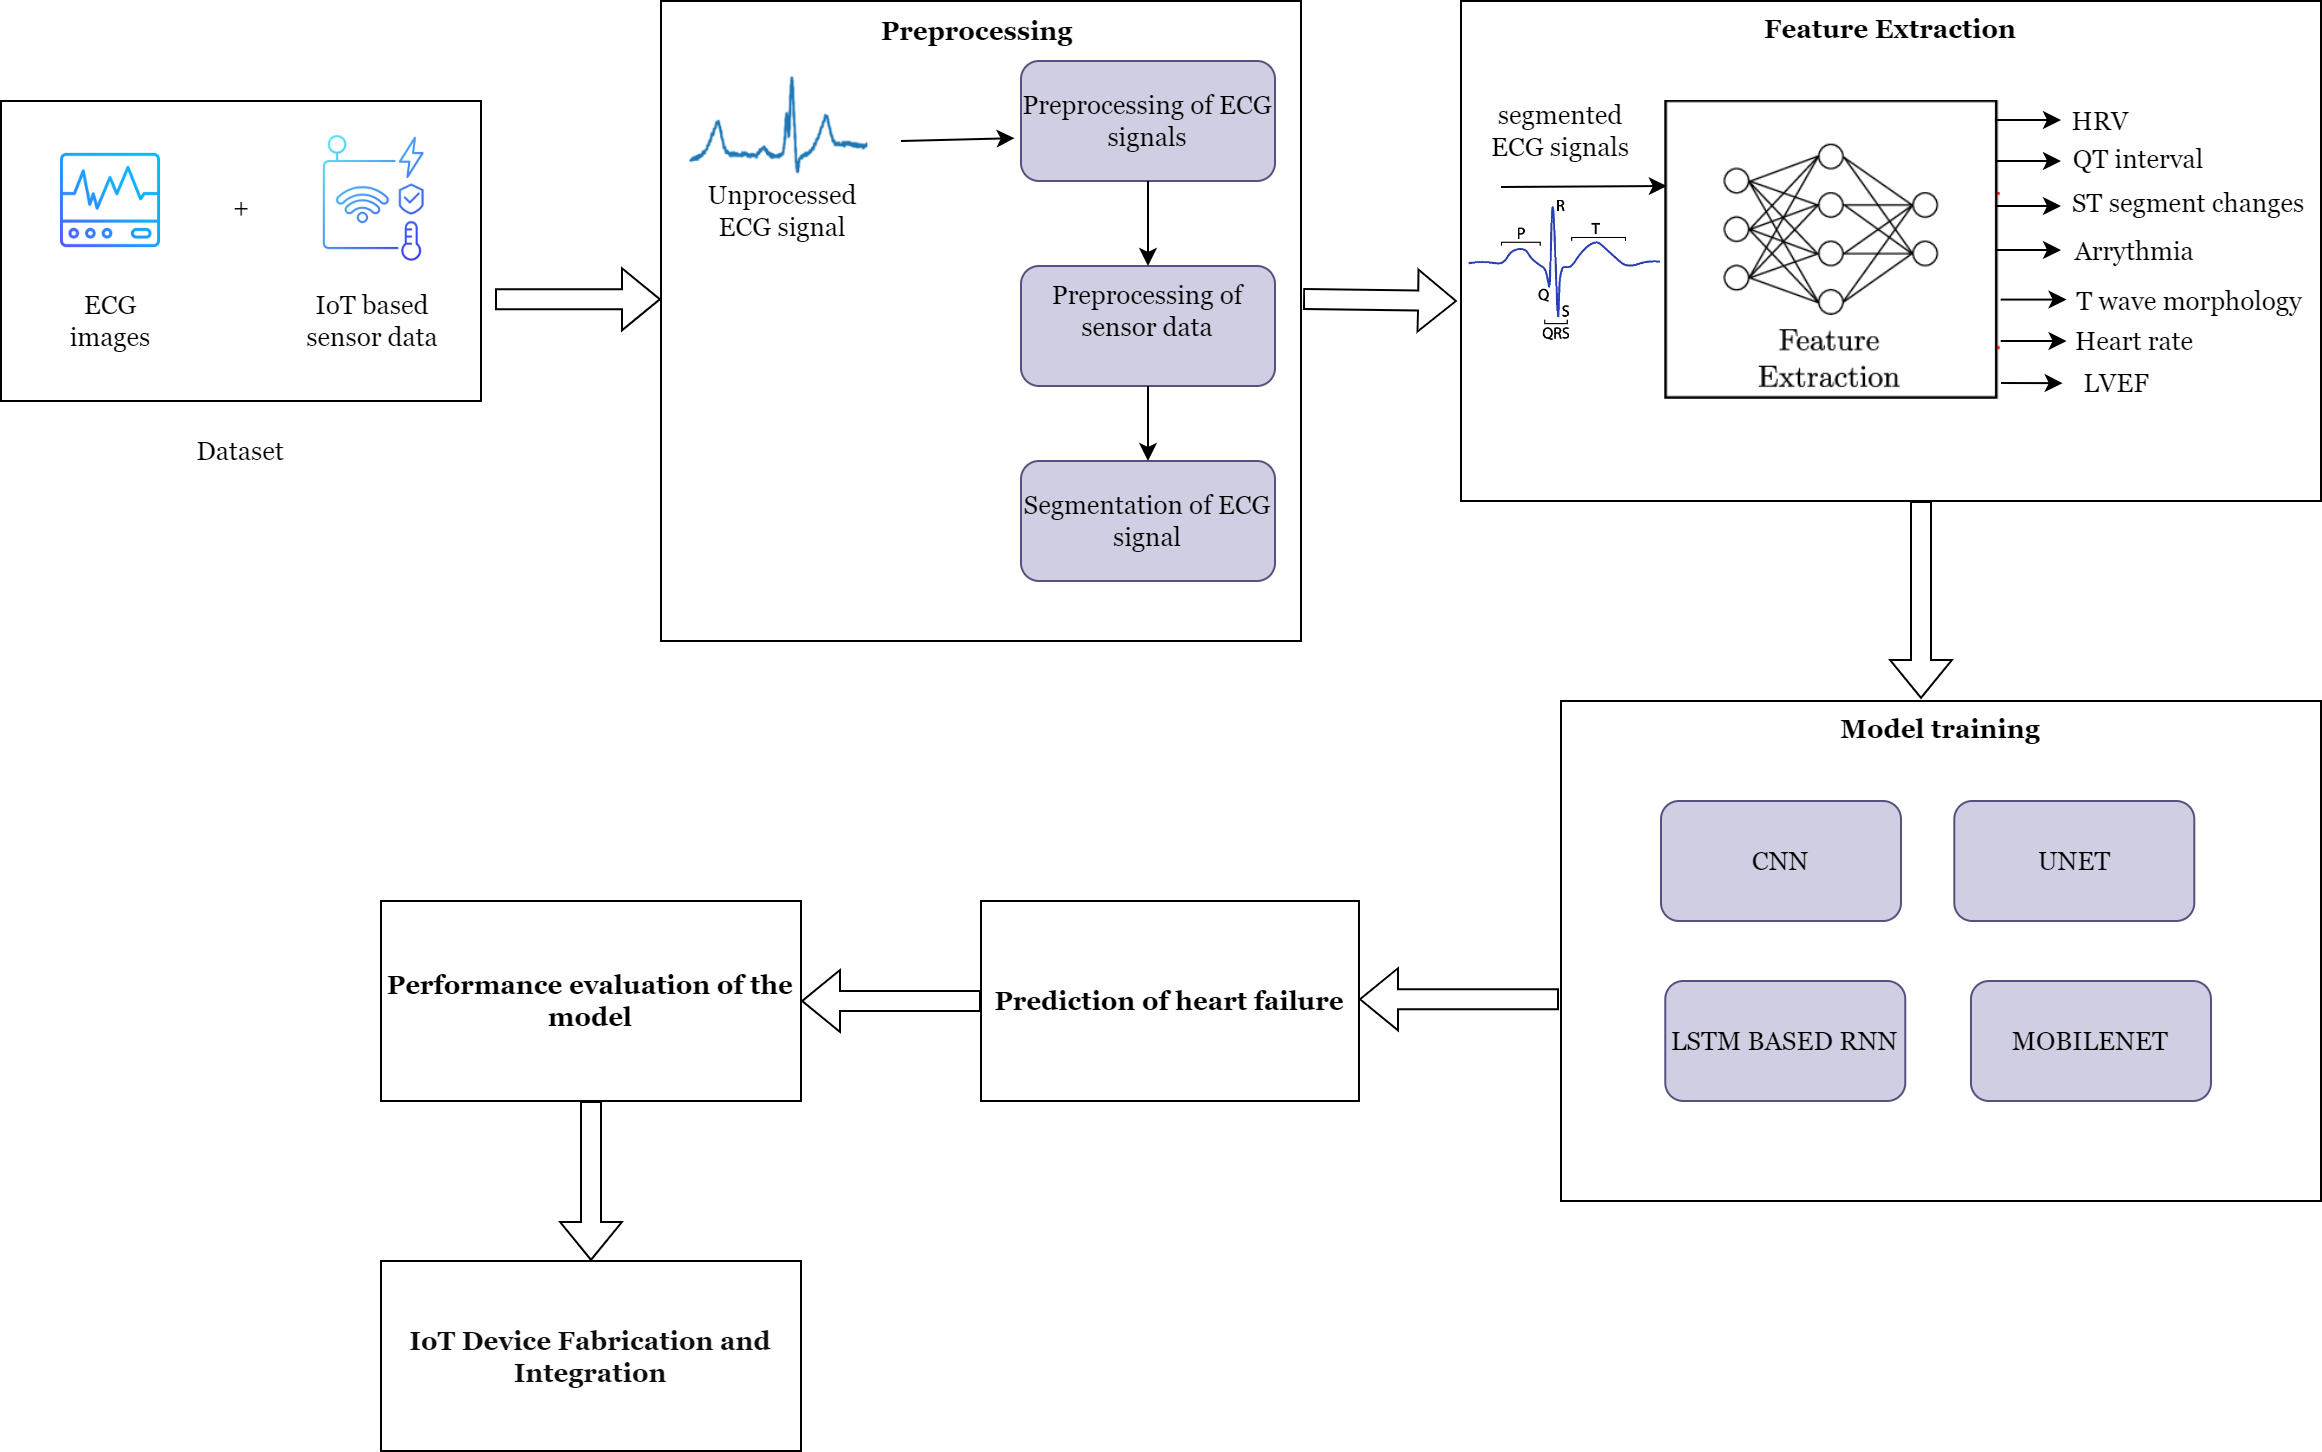 ECG
images
+
IoT based
sensor data
Dataset
Preprocessing
Unprocessed
ECG signal
Preprocessing of ECG
signals
Preprocessing of
sensor data
Segmentation of ECG
signal
Feature Extraction
segmented
ECG signals
P
R
T
Q
S
QRS
Feature
Extraction
HRV
QT interval
ST segment changes
Arrythmia
T wave morphology
Heart rate
LVEF
Model training
CNN
UNET
LSTM BASED RNN
MOBILENET
Prediction of heart failure
Performance evaluation of the
model
IoT Device Fabrication and
Integration